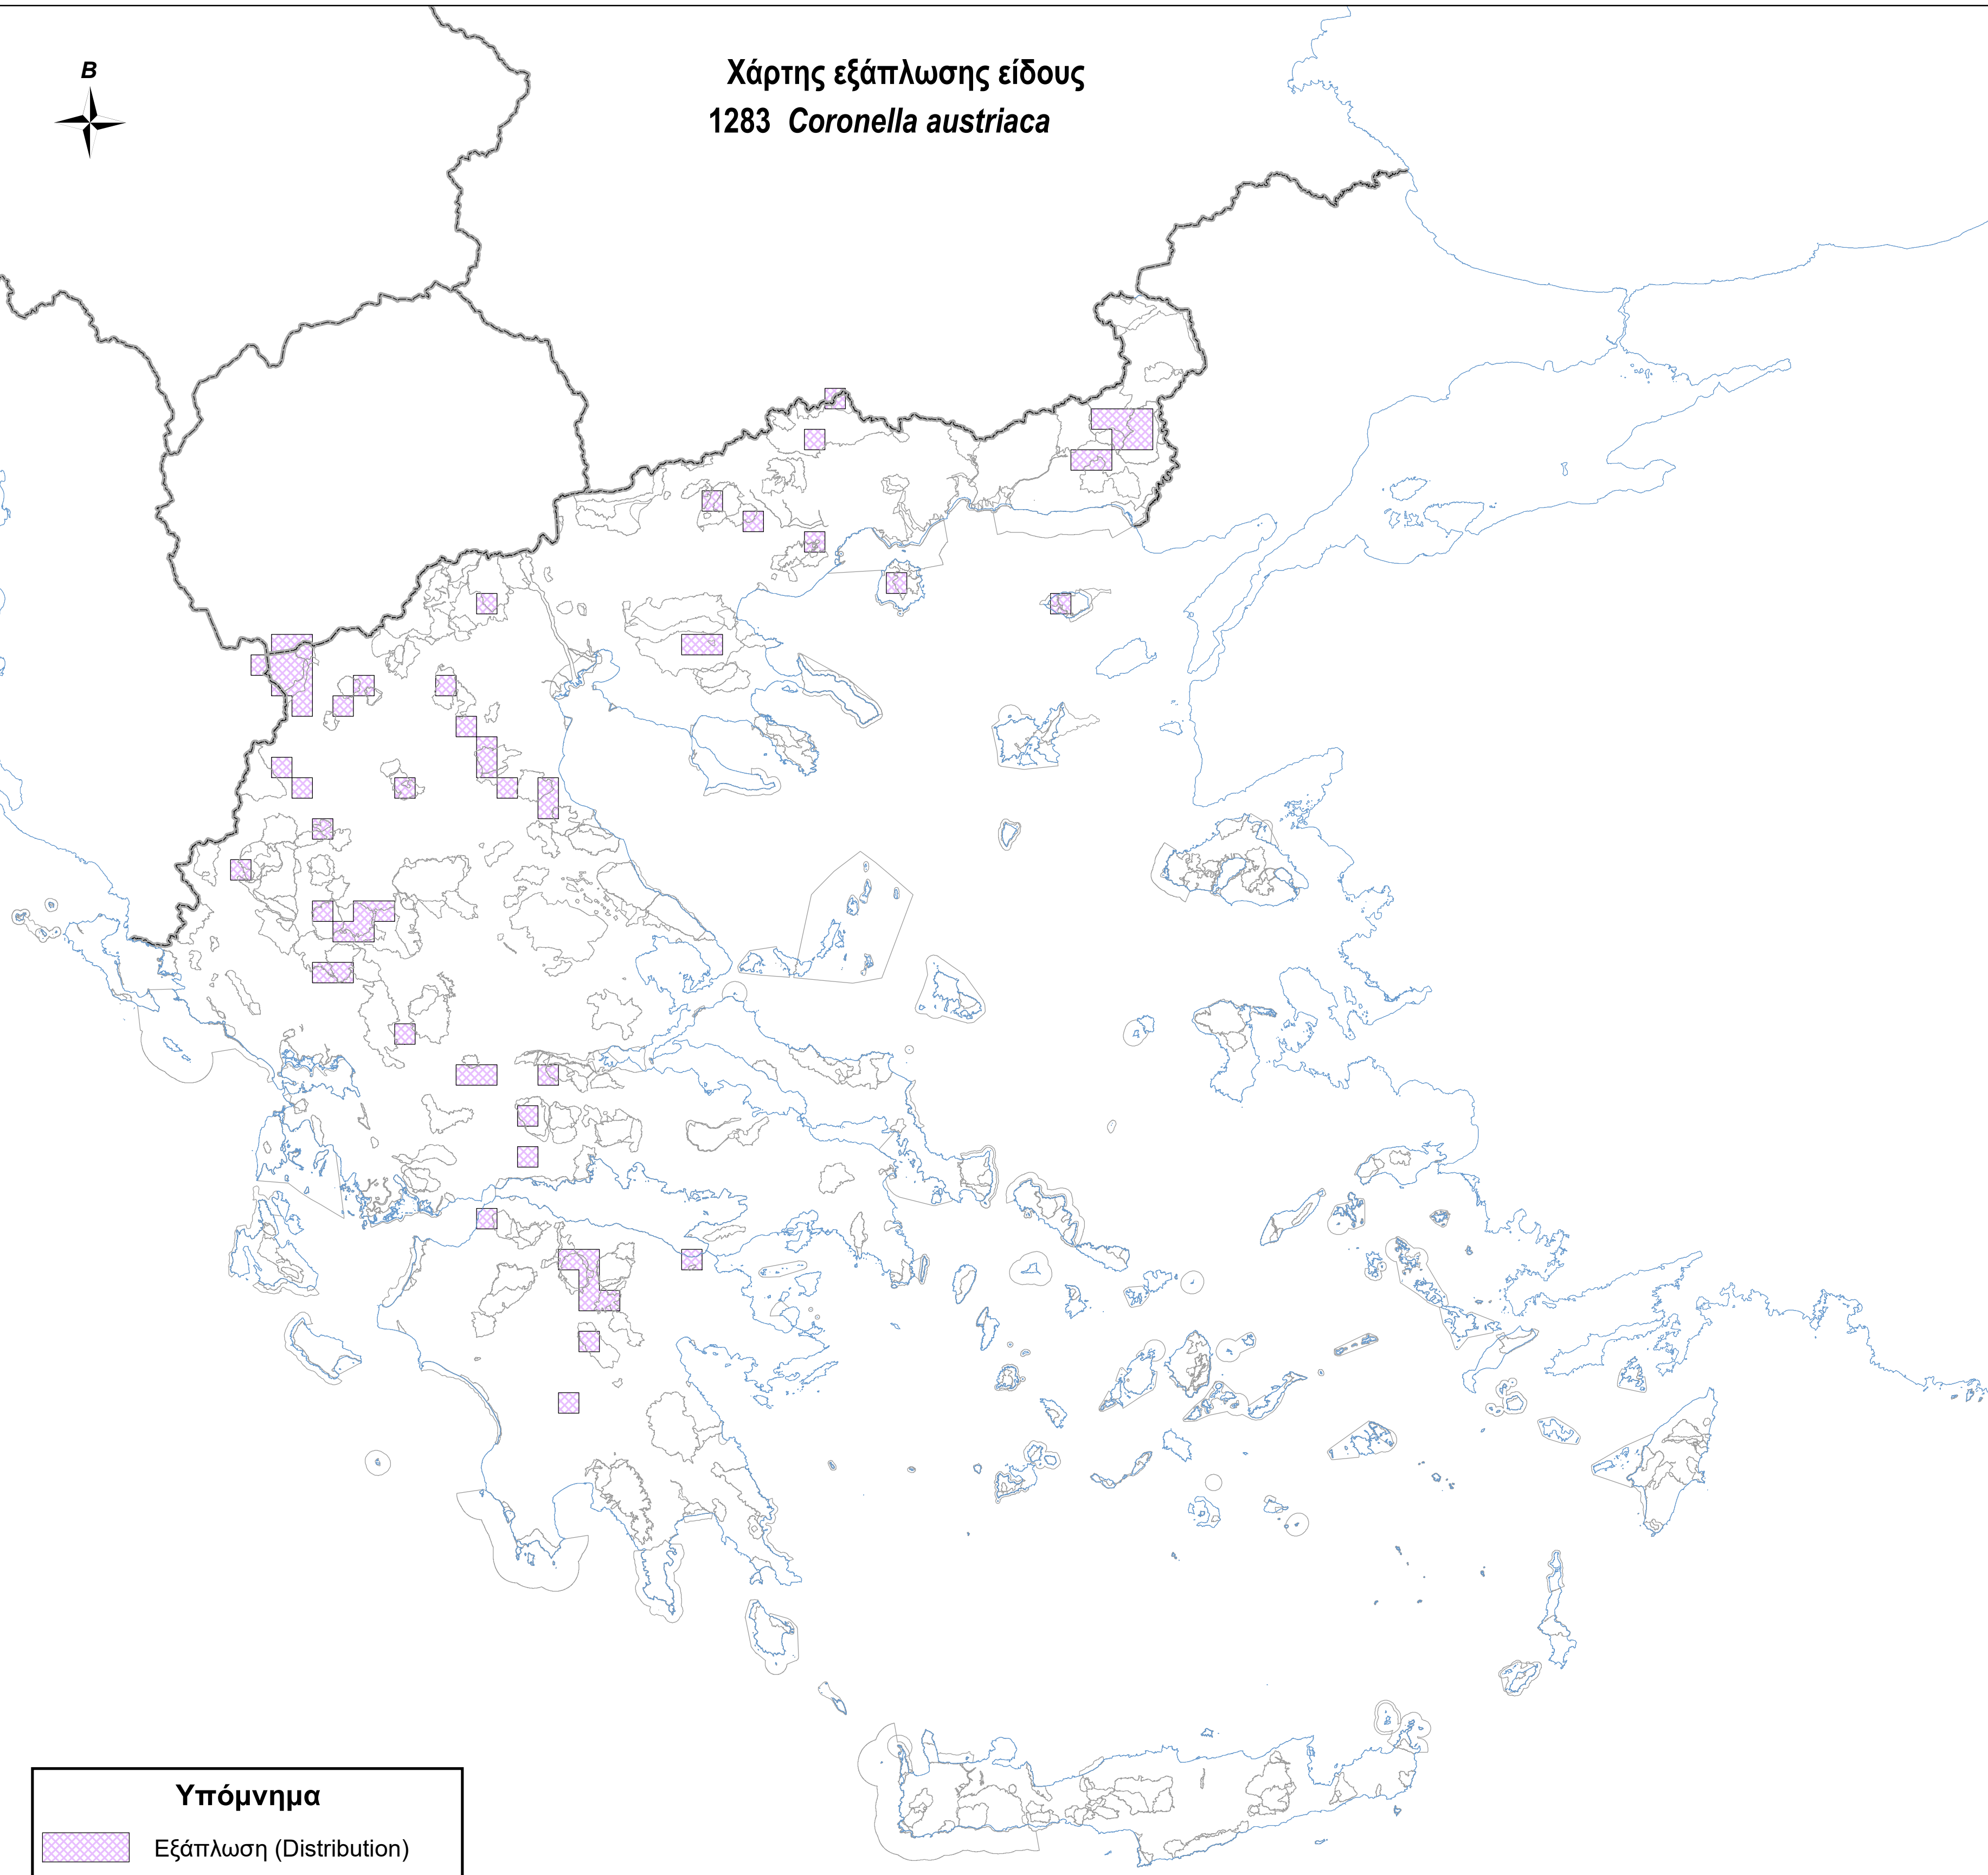 Β
Χάρτης εξάπλωσης είδους
1283 Coronella austriaca
Υπόμνημα
Εξάπλωση (Distribution)